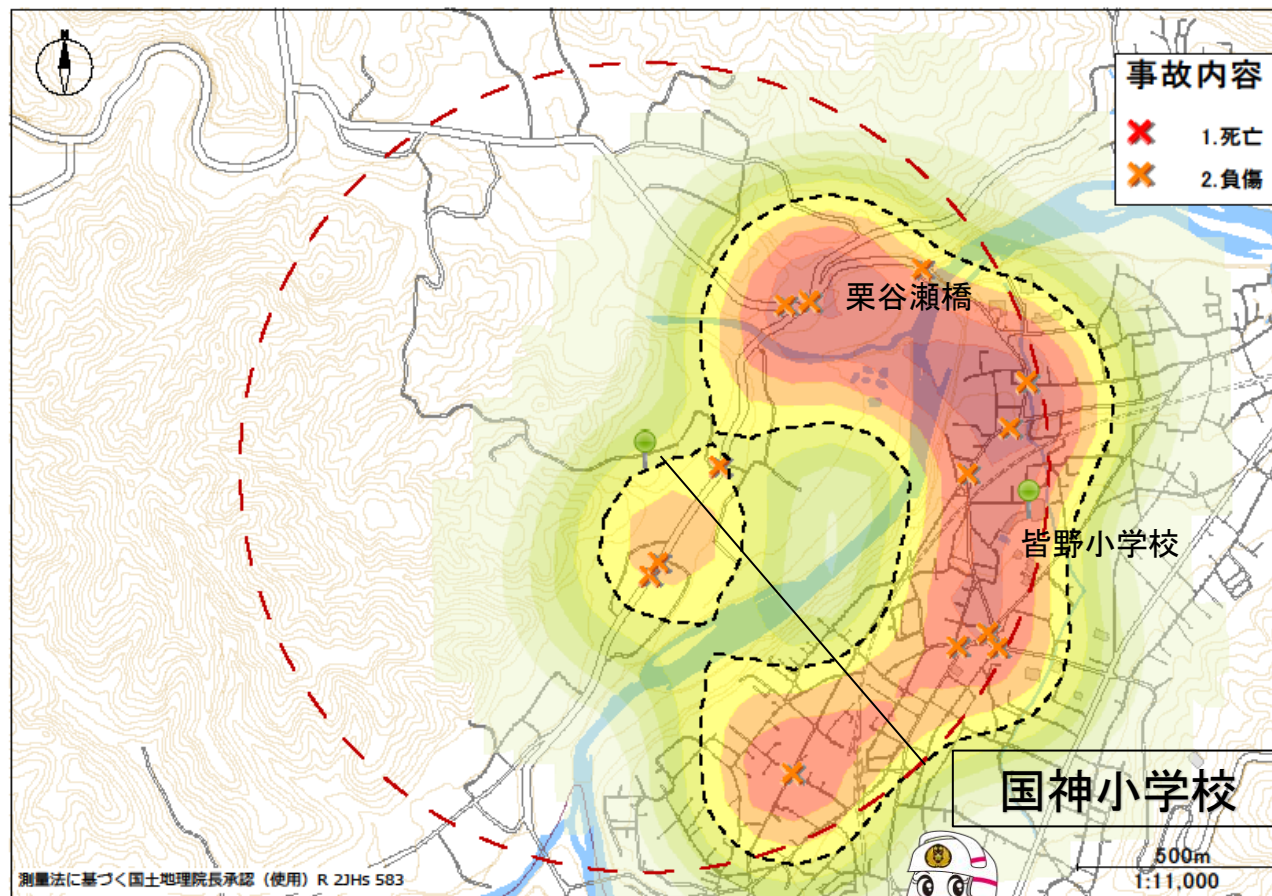 N
事故内容
1.死亡
2.負傷
栗谷瀬橋
皆野小学校
国神小学校
500m
1:11,000
測量法に基づく国土地理院長承認（使用）R 2JHs 583